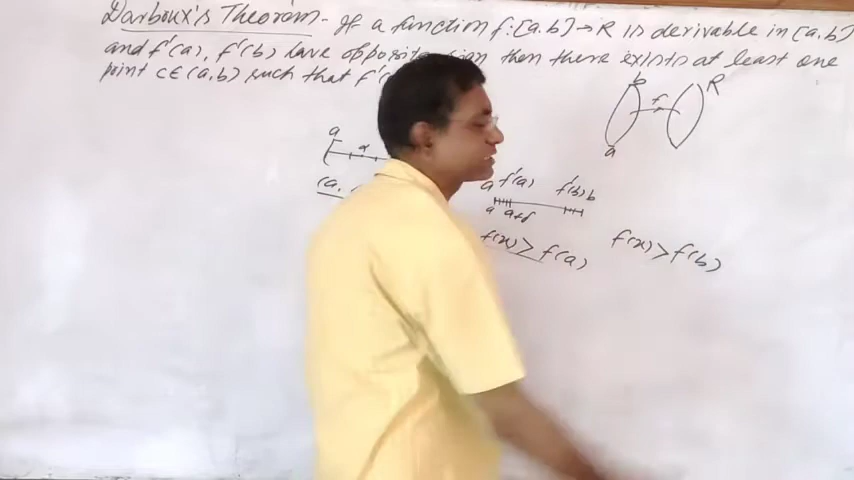 Darboux's Theorem - If a function f:[a.b]→R is derivable in [a,b]
and f'(a), f'(b) have opposite sign then there exists at least one
point c∈(a,b) such that f'
b f R
a
a α
(a,
a f'(a) f'(b) b
a a+δ
f(x) > f(a) f(x) > f(b)